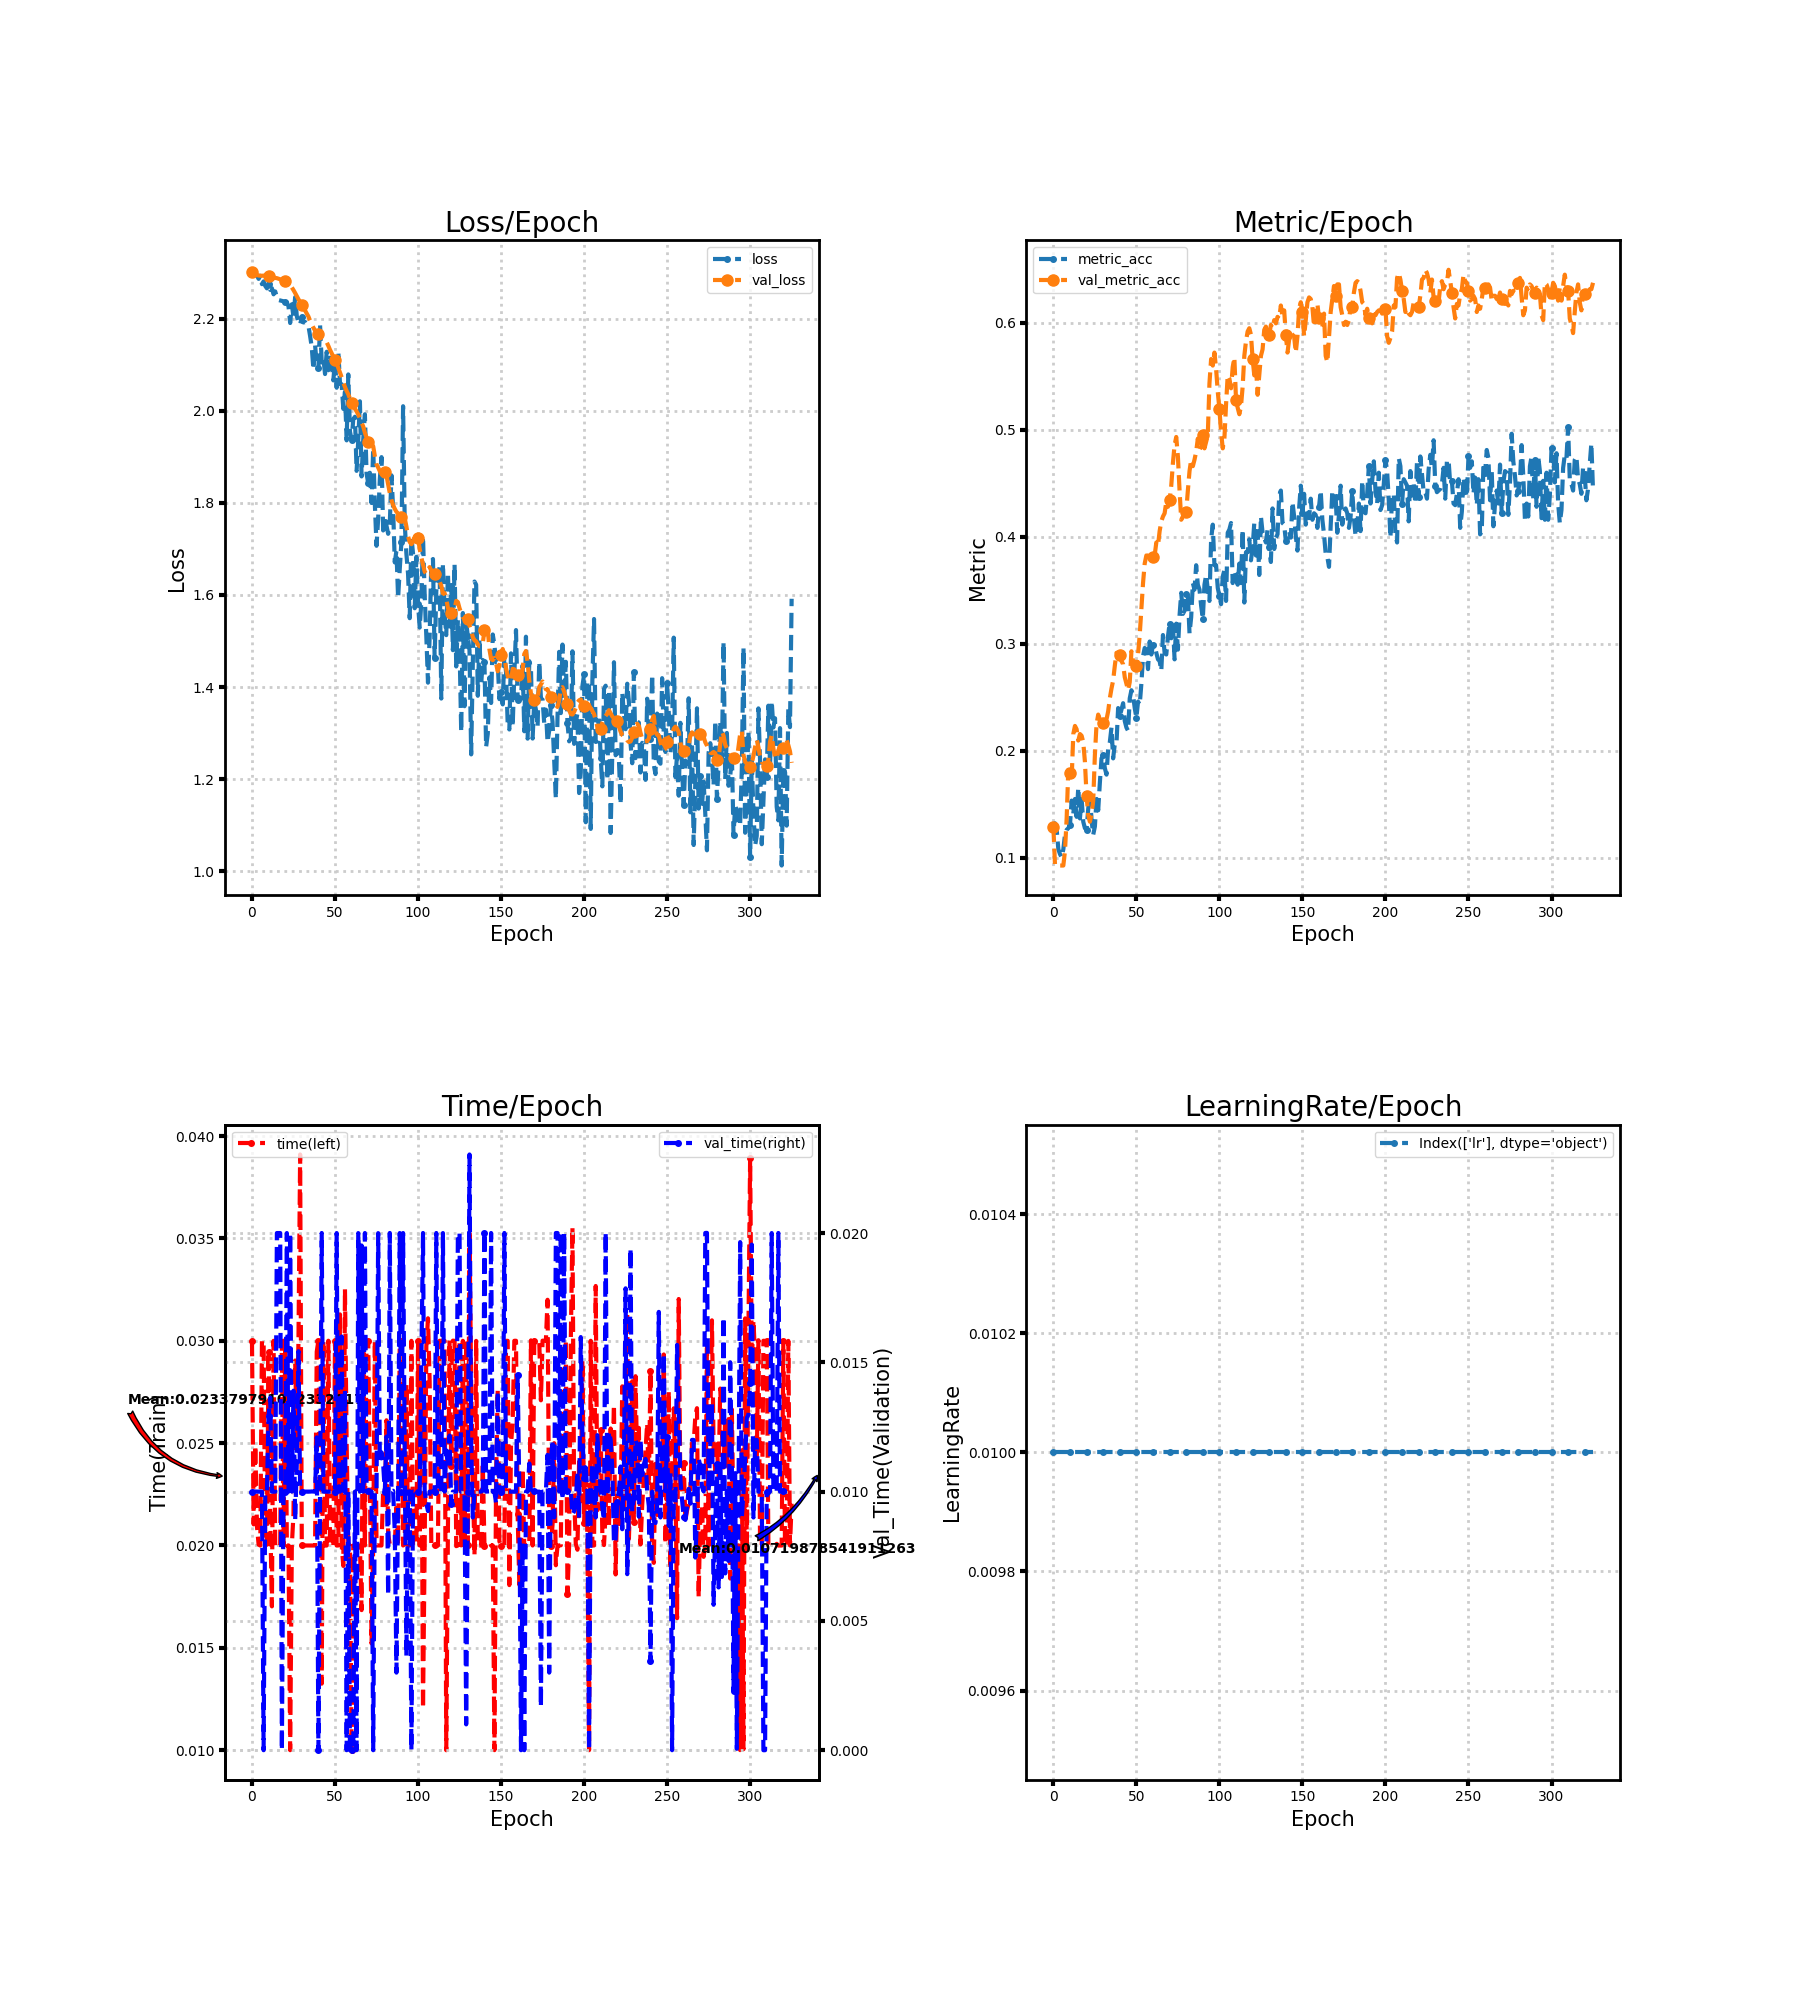 Loss/Epoch
loss
val_loss
Loss
2.2
2.0
1.8
1.6
1.4
1.2
1.0
0 50 100 150 200 250 300
Epoch
Metric/Epoch
metric_acc
val_metric_acc
Metric
0.6
0.5
0.4
0.3
0.2
0.1
0 50 100 150 200 250 300
Epoch
Time/Epoch
time(left)
val_time(right)
Time(Train)
0.040
0.035
0.030
0.025
0.020
0.015
0.010
Val_Time(Validation)
0.020
0.015
0.010
0.005
0.000
Mean:0.010719878541911263
0 50 100 150 200 250 300
Epoch
LearningRate/Epoch
Index(['lr'], dtype='object')
LearningRate
0.0104
0.0102
0.0100
0.0098
0.0096
0 50 100 150 200 250 300
Epoch